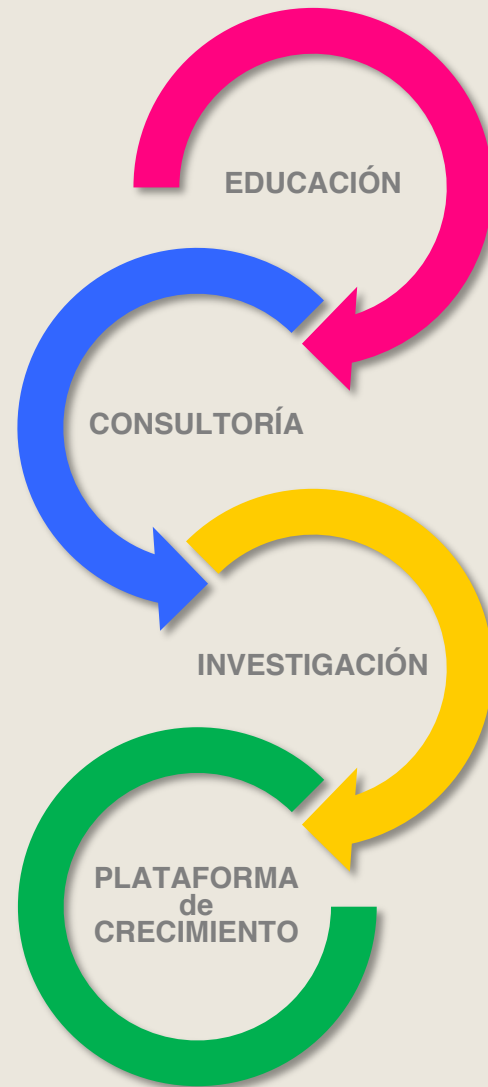 EDUCACIÓN
CONSULTORÍA
INVESTIGACIÓN
PLATAFORMA
de
CRECIMIENTO